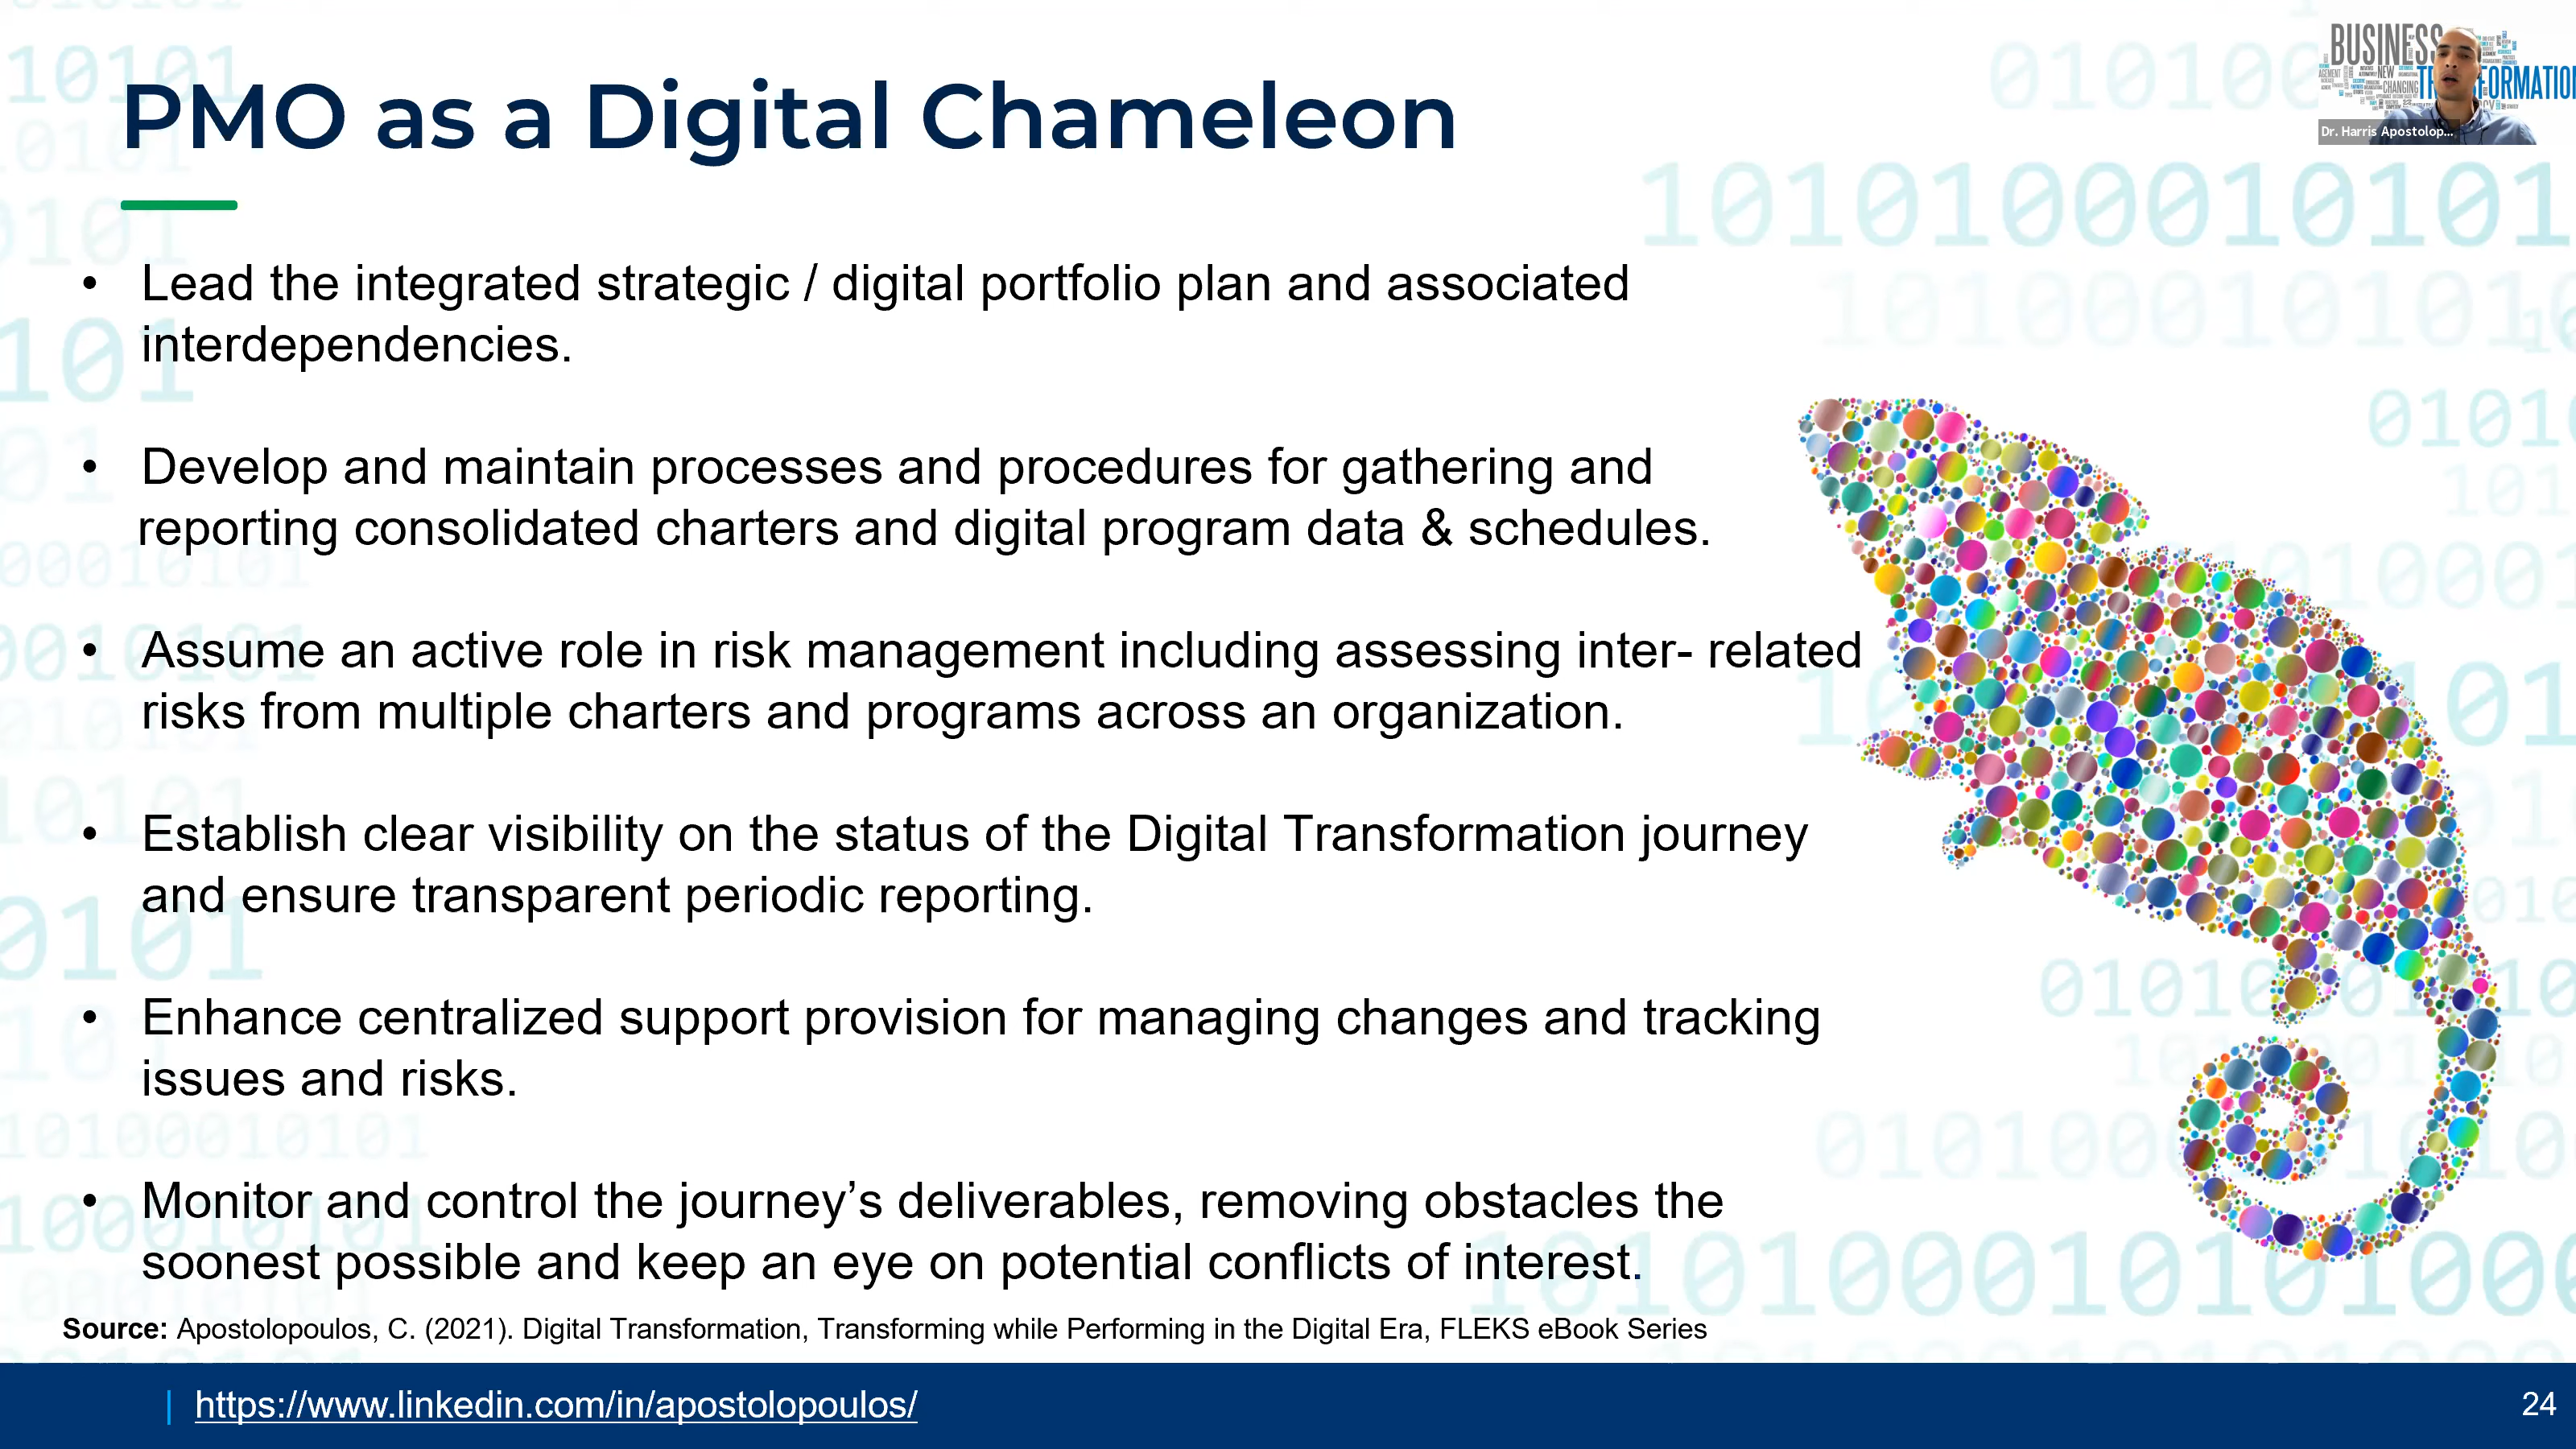 PMO as a Digital Chameleon
BUSINESS
NEW
CHANGING
Dr. Harris Apostolop...
• Lead the integrated strategic / digital portfolio plan and associated
interdependencies.
• Develop and maintain processes and procedures for gathering and
reporting consolidated charters and digital program data & schedules.
• Assume an active role in risk management including assessing inter- related
risks from multiple charters and programs across an organization.
• Establish clear visibility on the status of the Digital Transformation journey
and ensure transparent periodic reporting.
• Enhance centralized support provision for managing changes and tracking
issues and risks.
• Monitor and control the journey’s deliverables, removing obstacles the
soonest possible and keep an eye on potential conflicts of interest.
Source: Apostolopoulos, C. (2021). Digital Transformation, Transforming while Performing in the Digital Era, FLEKS eBook Series
| https://www.linkedin.com/in/apostolopoulos/
24